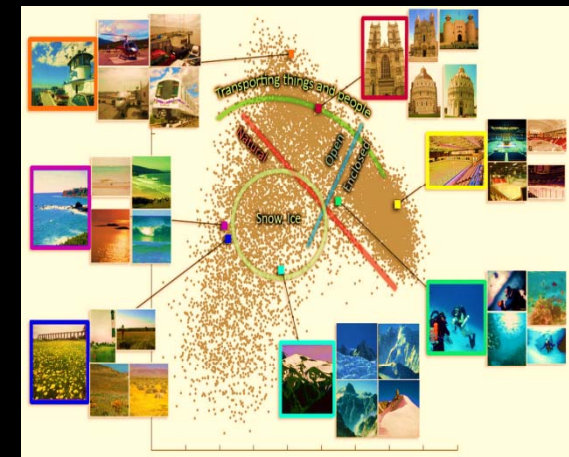 Transporting things and people
Natural
Open
Enclosed
Snow, Ice